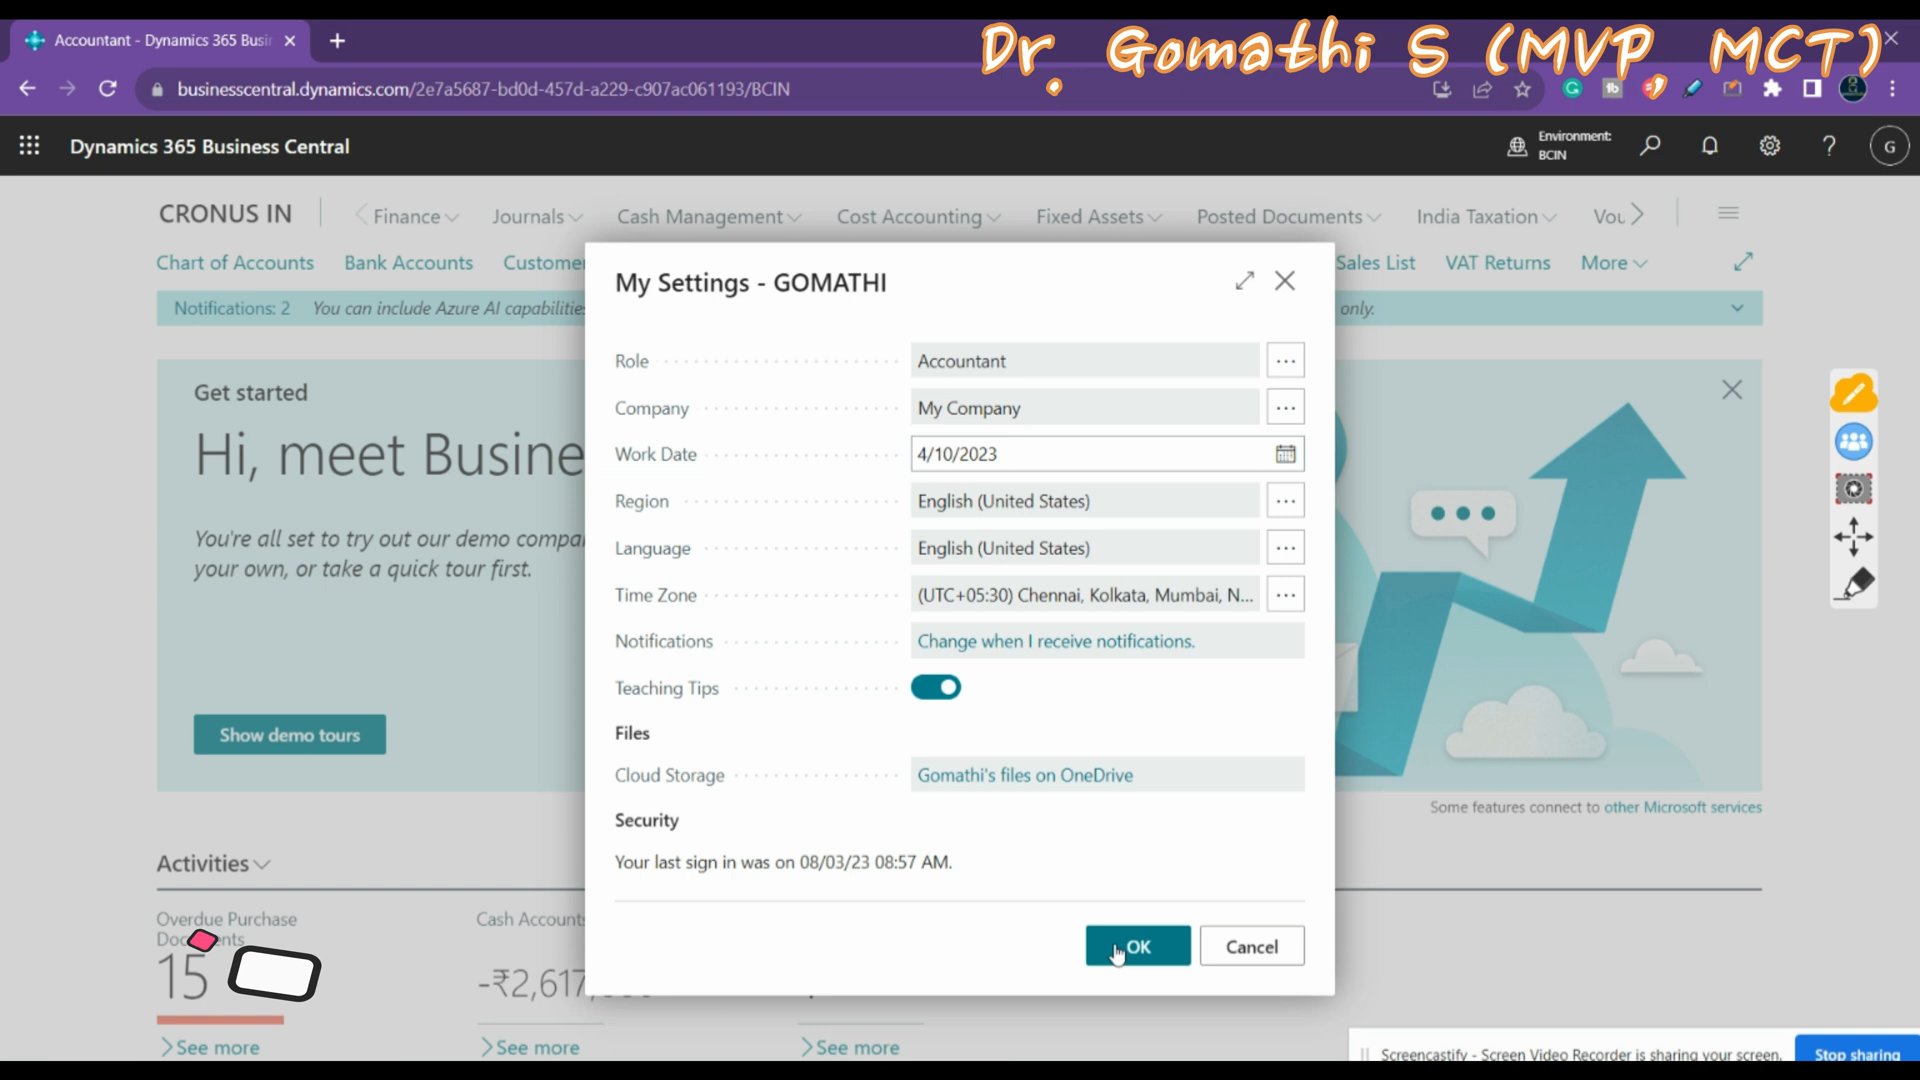 Dr. Gomathi S (MVP, MCT)
Accountant - Dynamics 365 Busi
businesscentral.dynamics.com/2e7a5687-bd0d-457d-a229-c907ac061193/BCIN
Dynamics 365 Business Central
Environment:
BCIN
?
G
CRONUS IN
Finance
Journals
Cash Management
Cost Accounting
Fixed Assets
Posted Documents
India Taxation
Chart of Accounts
Bank Accounts
Sales List
VAT Returns
More
Notifications: 2
You can include Azure AI capabilities
only.
Get started
Hi, meet
You're all set to try out our demo
your own, or take a quick tour first.
Show demo tours
Some features connect to other Microsoft services
My Settings - GOMATHI
Role
Accountant
Company
My Company
Work Date
4/10/2023
Region
English (United States)
Language
English (United States)
Time Zone
(UTC+05:30) Chennai, Kolkata, Mumbai, N...
Notifications
Change when I receive notifications.
Teaching Tips
Files
Cloud Storage
Gomathi's files on OneDrive
Security
Your last sign in was on 08/03/23 08:57 AM.
OK
Cancel
Activities
Overdue Purchase
15
See more
Cash Accounts
-₹2,617,
See more
See more
Screencastify - Screen Video Recorder is sharing your screen.
Stop sharing